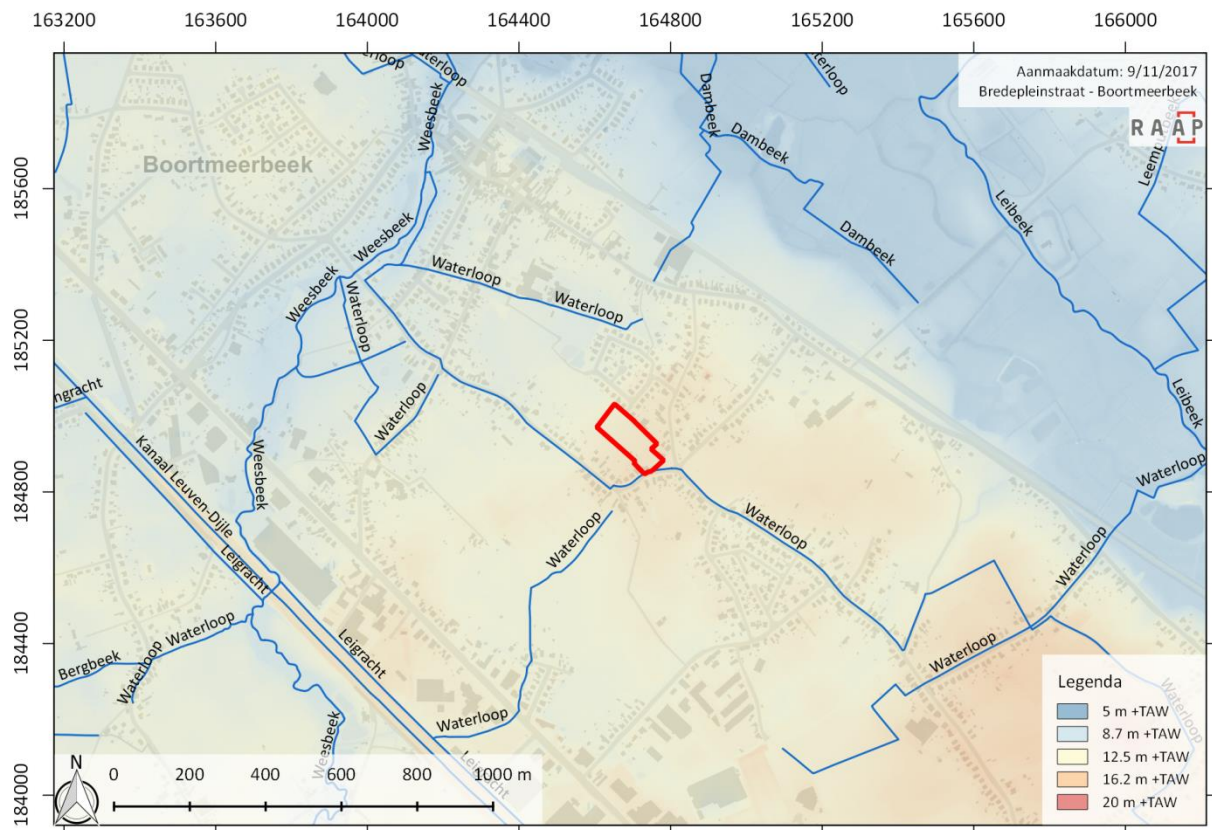 163200 163600 164000 164400 164800 165200 165600 166000
Aanmaakdatum: 9/11/2017
Bredepleinstraat - Boortmeerbeek
RAAP
185600
185200
184800
184400
184000
Boortmeerbeek
Weesbeek
Weesbeek
Weesbeek
Weesbeek
Weesbeek
Waterloop
Waterloop
Waterloop
Waterloop
Dambeek
Dambeek
Dambeek
Leibeek
Leibeek
Waterloop
Waterloop
Waterloop
Waterloop
Waterloop
Waterloop
Kanaal Leuven-Dijle
Leigracht
Leigracht
Leigracht
Waterloop
Waterloop
Bergbeek
Waterloop
N
0 200 400 600 800 1000 m
Legenda
5 m +TAW
8.7 m +TAW
12.5 m +TAW
16.2 m +TAW
20 m +TAW